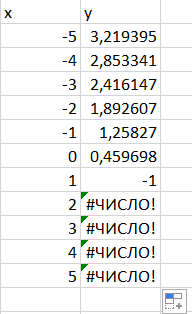 x y
-5 3,219395
-4 2,853341
-3 2,416147
-2 1,892607
-1 1,25827
0 0,459698
1 -1
2 #ЧИСЛО!
3 #ЧИСЛО!
4 #ЧИСЛО!
5 #ЧИСЛО!